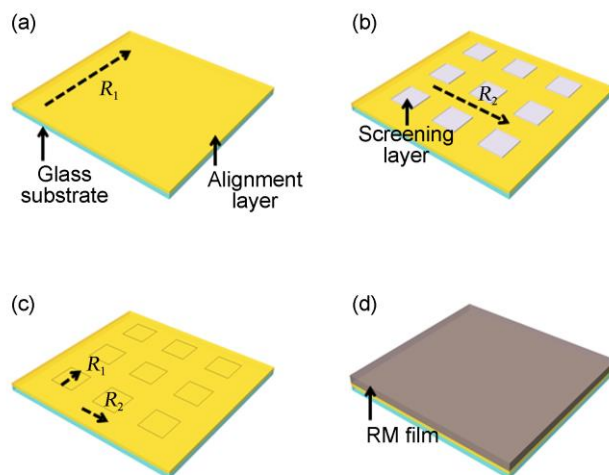 (a)
R1
Glass
substrate
Alignment
layer
(b)
R2
Screening
layer
(c)
R1
R2
(d)
RM film